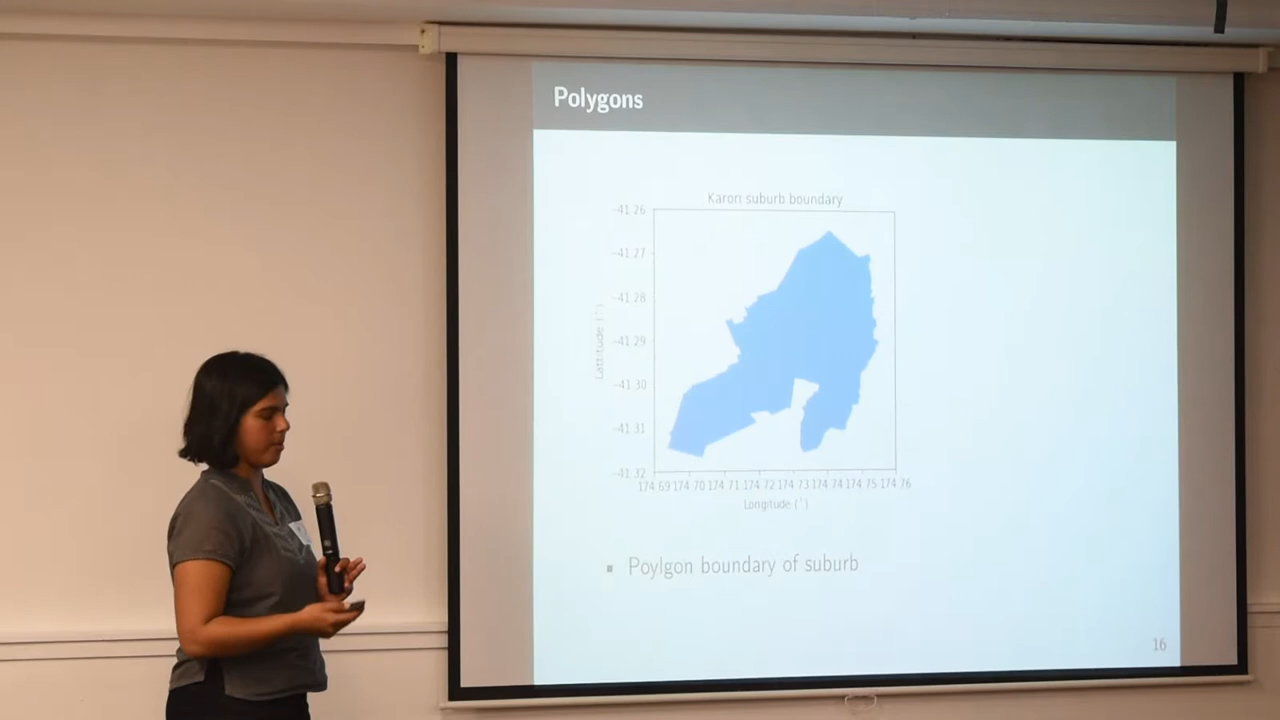 Polygons
Karori suburb boundary
−41.26
−41.27
−41.28
−41.29
−41.30
−41.31
−41.32
Lattitude (°)
174.69 174.70 174.71 174.72 174.73 174.74 174.75 174.76
Longitude (°)
▪ Poylgon boundary of suburb
16